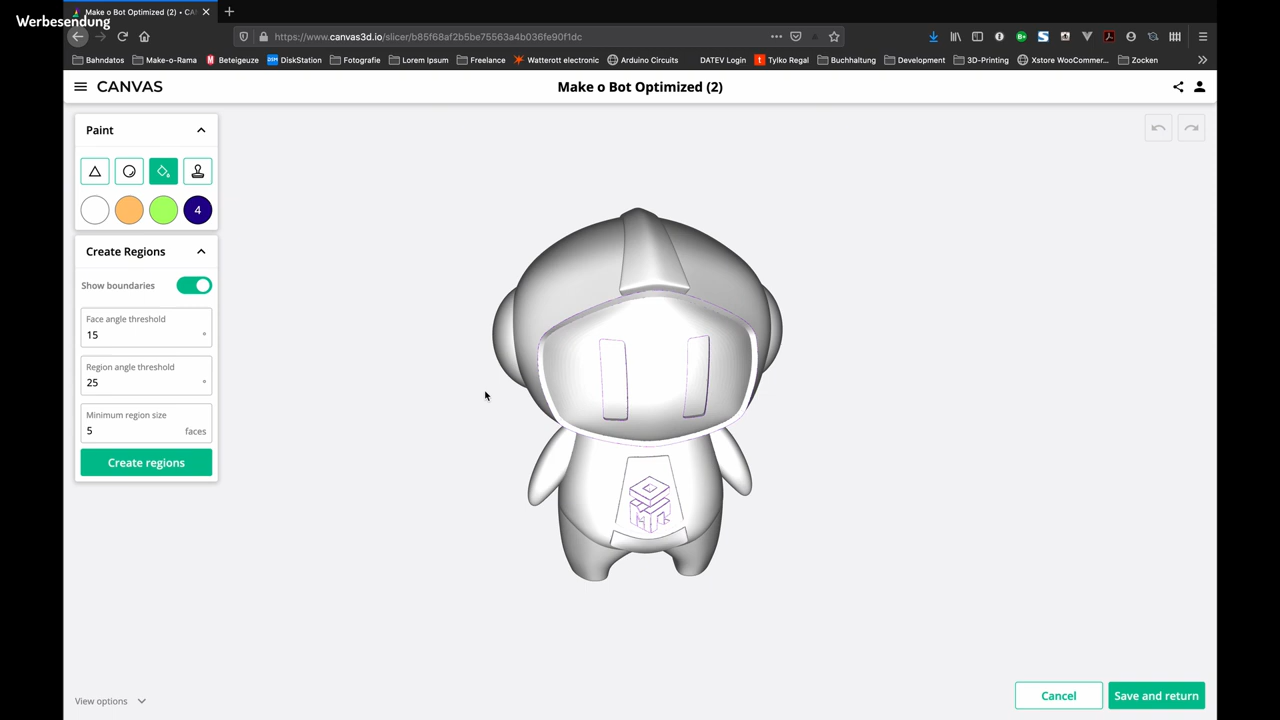 Werbesendung
Make o Bot Optimized (2) • CA
https://www.canvas3d.io/slicer/b85f68af2b5be75563a4b036fe90f1dc
Bahndatos Make-o-Rama Beteigeuze DiskStation Fotografie Lorem Ipsum Freelance Watterott electronic Arduino Circuits DATEV Login Tylko Regal Buchhaltung Development 3D-Printing Xstore WooCommer... Zocken
CANVAS
Make o Bot Optimized (2)
Paint
4
Create Regions
Show boundaries
Face angle threshold
15 °
Region angle threshold
25 °
Minimum region size
5 faces
Create regions
View options
Cancel
Save and return